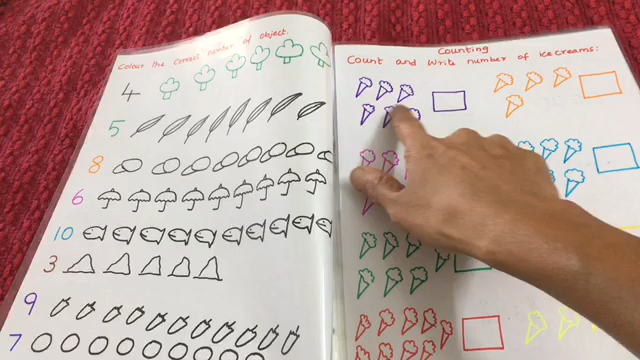 Colour the Correct number of object.
4
5
8
6
10
3
9
7
Counting
Count and Write number of icecreams: